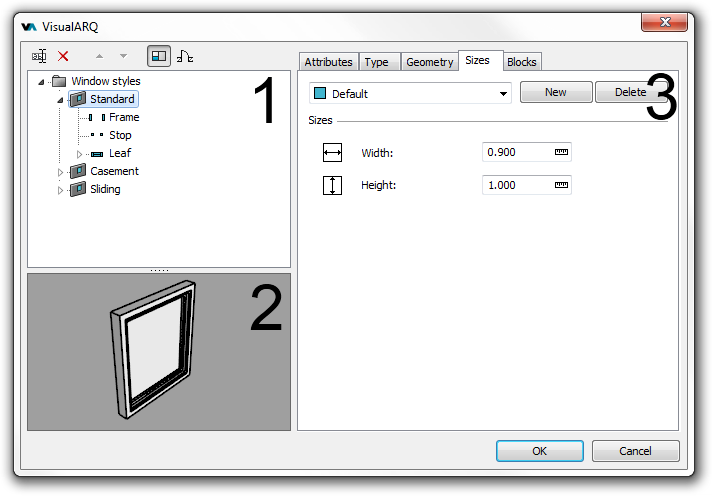 VisualARQ
Attributes Type Geometry Sizes Blocks
Window styles
Standard
Frame
Stop
Leaf
Casement
Sliding
1
Default New Delete
3
Sizes
Width: 0.900
Height: 1.000
2
OK Cancel